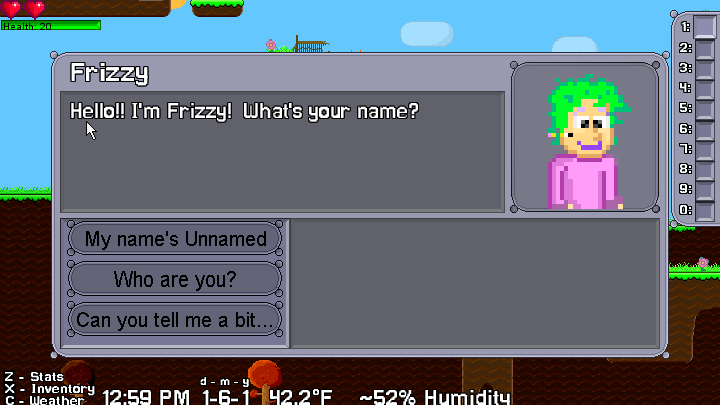 Health: 20
Frizzy
Hello!! I'm Frizzy! What's your name?
My name's Unnamed
Who are you?
Can you tell me a bit...
1:
2:
3:
4:
5:
6:
7:
8:
9:
0:
Z - Stats
X - Inventory
C - Weather
12:59 PM
d - m - y
1-6-1
42.2°F
~52% Humidity